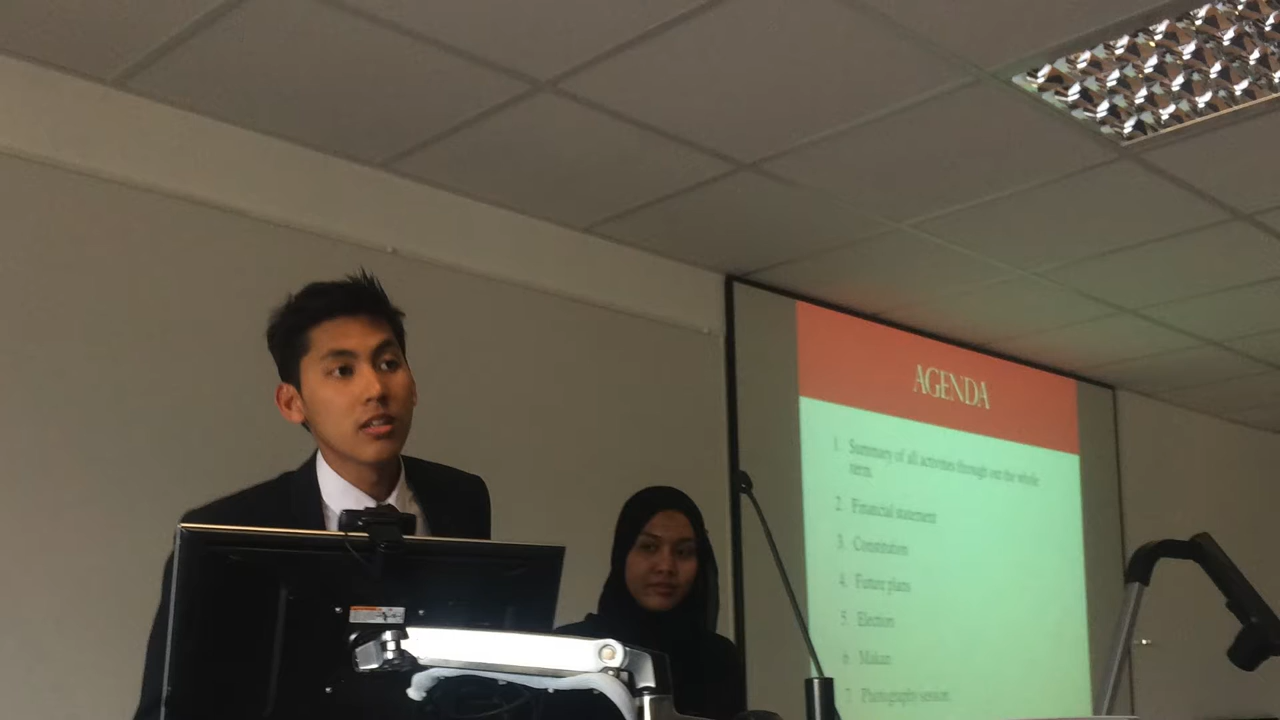 AGENDA
1. Summary of all activities through out the whole
term.
2. Financial statement
3. Constitution
4. Future plans
5. Election
6. Makan
7. Photography session